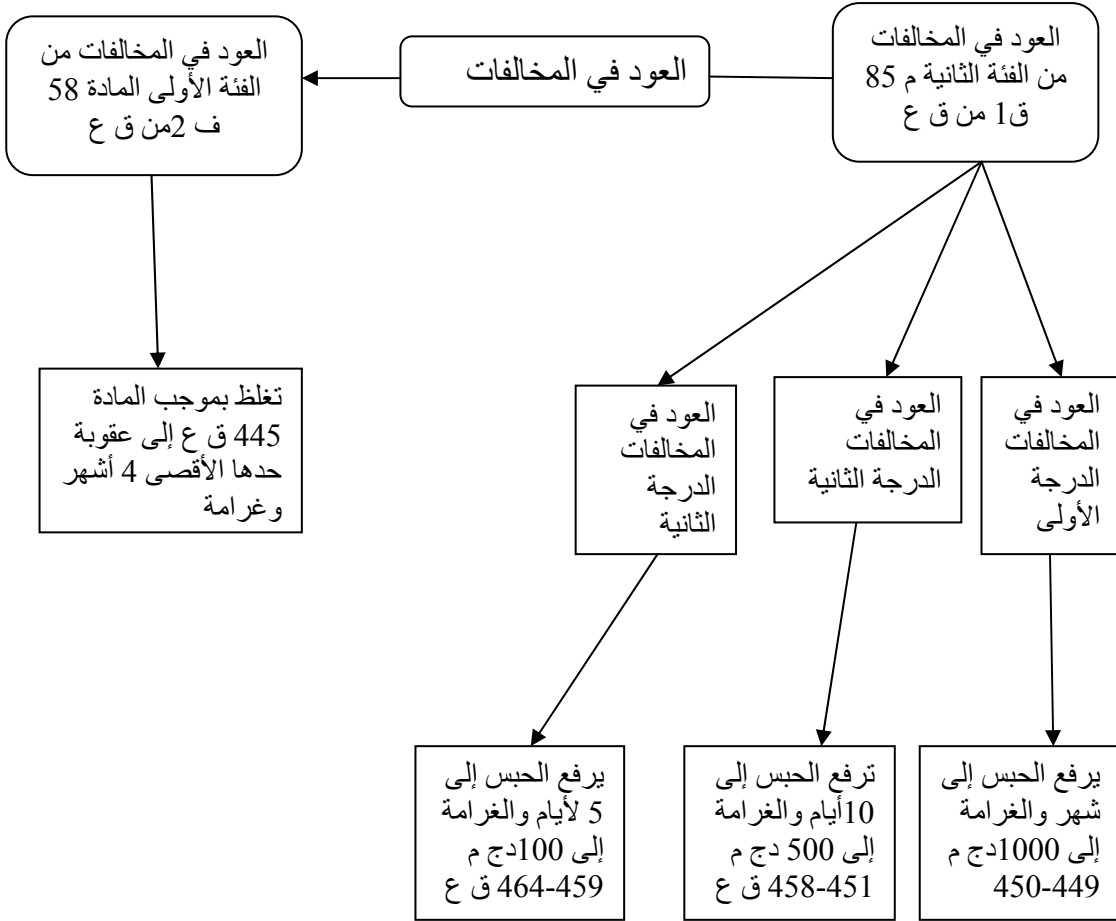 العود في المخالفات
من الفئة الثانية م 85
ق1 من ق ع
العود في المخالفات
العود في المخالفات من
الفئة الأولى المادة 58
ف 2من ق ع
تغلظ بموجب المادة
445 ق ع إلى عقوبة
حدها الأقصى 4 أشهر
وغرامة
العود في
المخالفات
الدرجة
الأولى
العود في
المخالفات
الدرجة الثانية
العود في
المخالفات
الدرجة
الثانية
يرفع الحبس إلى
شهر والغرامة
إلى 1000دج م
450-449
ترفع الحبس إلى
10أيام والغرامة
إلى 500 دج م
458-451 ق ع
يرفع الحبس إلى
5 لأيام والغرامة
إلى 100دج م
464-459 ق ع